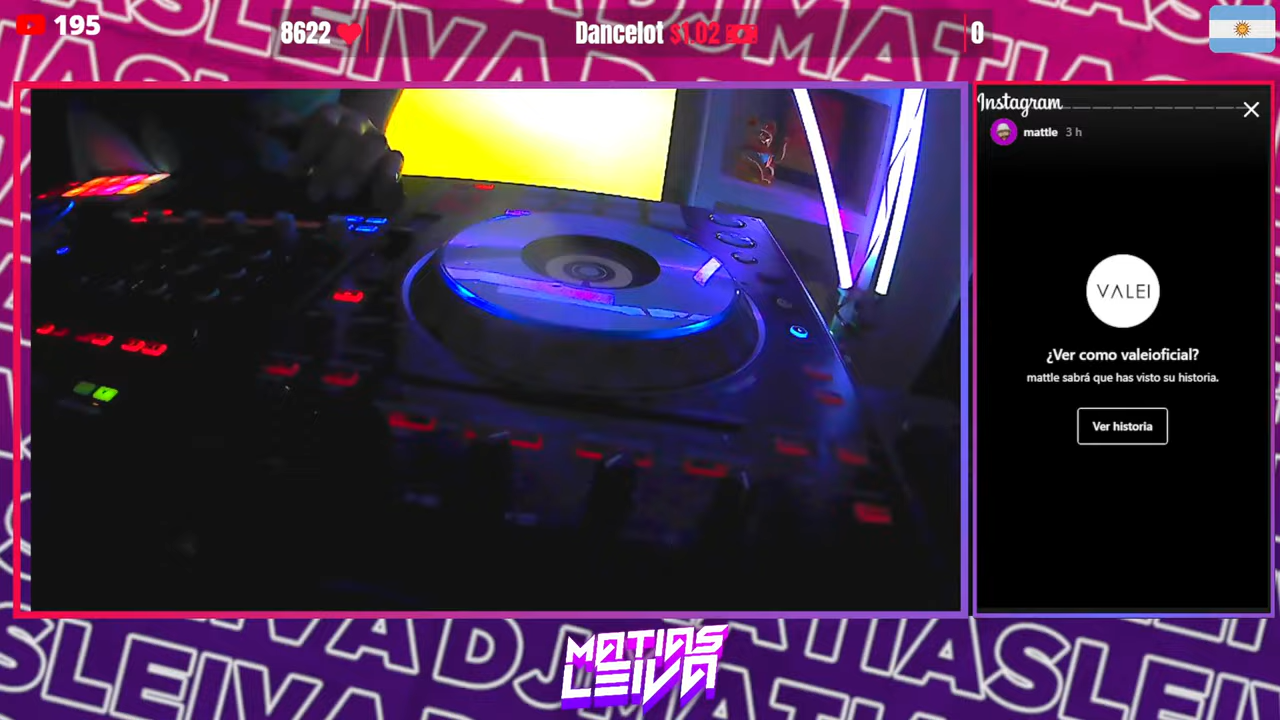 195
8622
Dancelot $1.02
0
Instagram
mattle 3 h
VALEI
¿Ver como valeioficial?
mattle sabrá que has visto su historia.
Ver historia
MATIAS
LEIVA